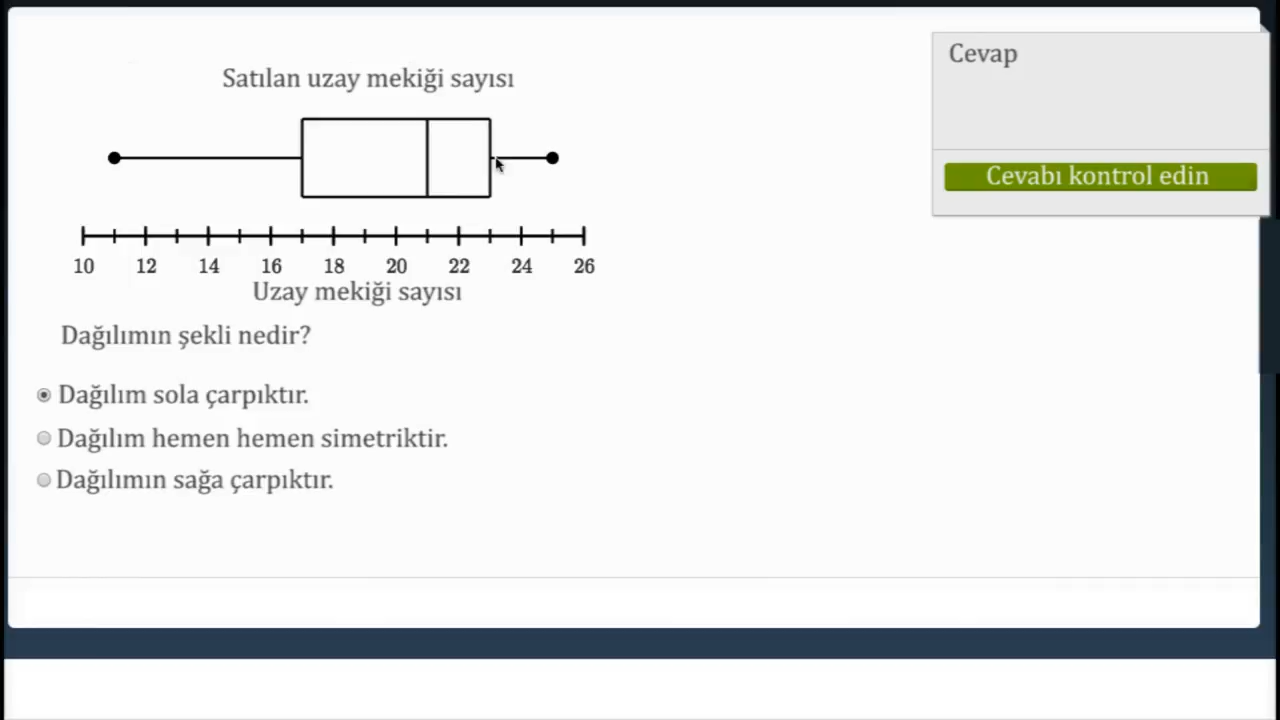 Satılan uzay mekiği sayısı
10 12 14 16 18 20 22 24 26
Uzay mekiği sayısı
Dağılımın şekli nedir?
Dağılım sola çarpıktır.
Dağılım hemen hemen simetriktir.
Dağılımın sağa çarpıktır.
Cevap
Cevabı kontrol edin